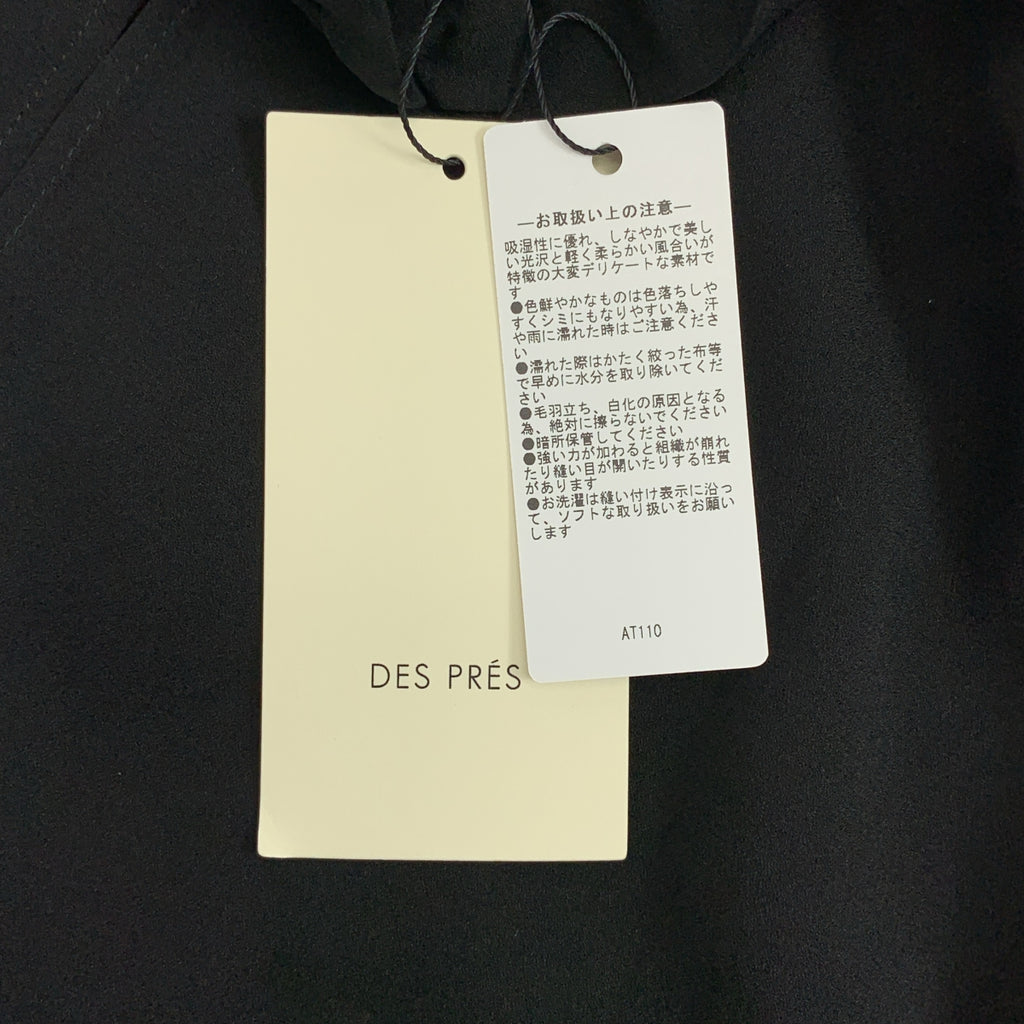 —お取扱い上の注意—
吸湿性に優れ、しなやかで美し
い光沢と軽く柔らかい風合いが
特徴の大変デリケートな素材で
す
●色鮮やかなものは色落ちしや
すくシミにもなりやすい為、汗
や雨に濡れた時はご注意くださ
い
●濡れた際はかたく絞った布等
で早めに水分を取り除いてくだ
さい
●毛羽立ち、白化の原因となる
為、絶対に擦らないでください
●暗所保管してください
●強い力が加わると組織が崩れ
たり縫い目が開いたりする性質
があります
●お洗濯は縫い付け表示に沿っ
て、ソフトな取り扱いをお願い
します
AT110
DES PRÉS